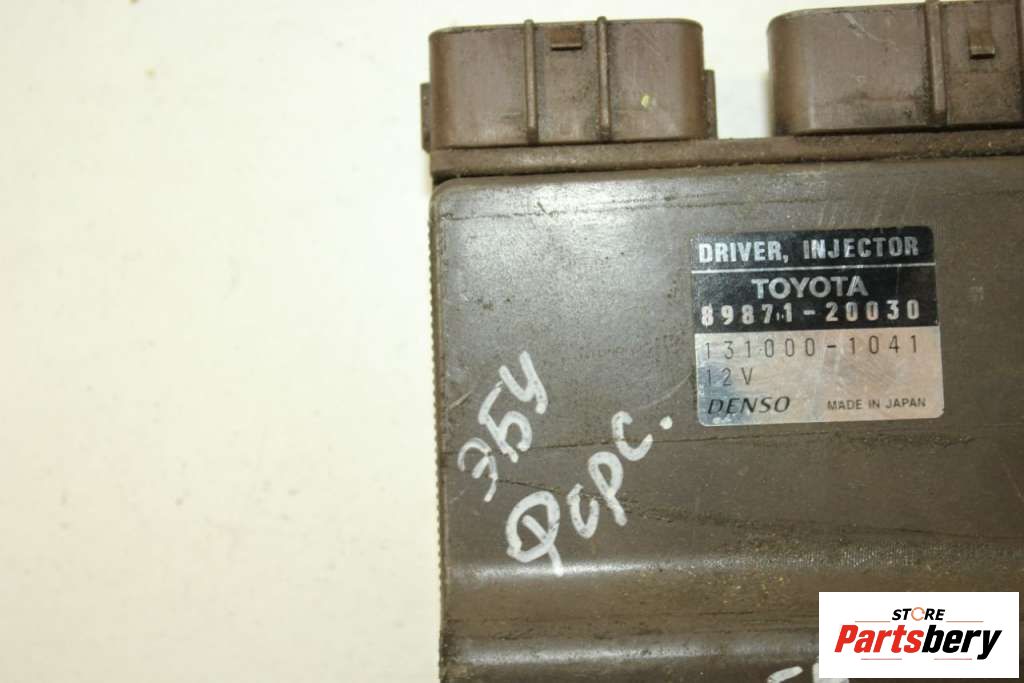 DRIVER, INJECTOR
TOYOTA
89871-20030
131000-1041
12V
DENSO MADE IN JAPAN
ЭБУ
Форс.
STORE
Partsbery